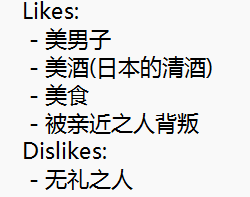 Likes:
- 美男子
- 美酒(日本的清酒)
- 美食
- 被亲近之人背叛
Dislikes:
- 无礼之人